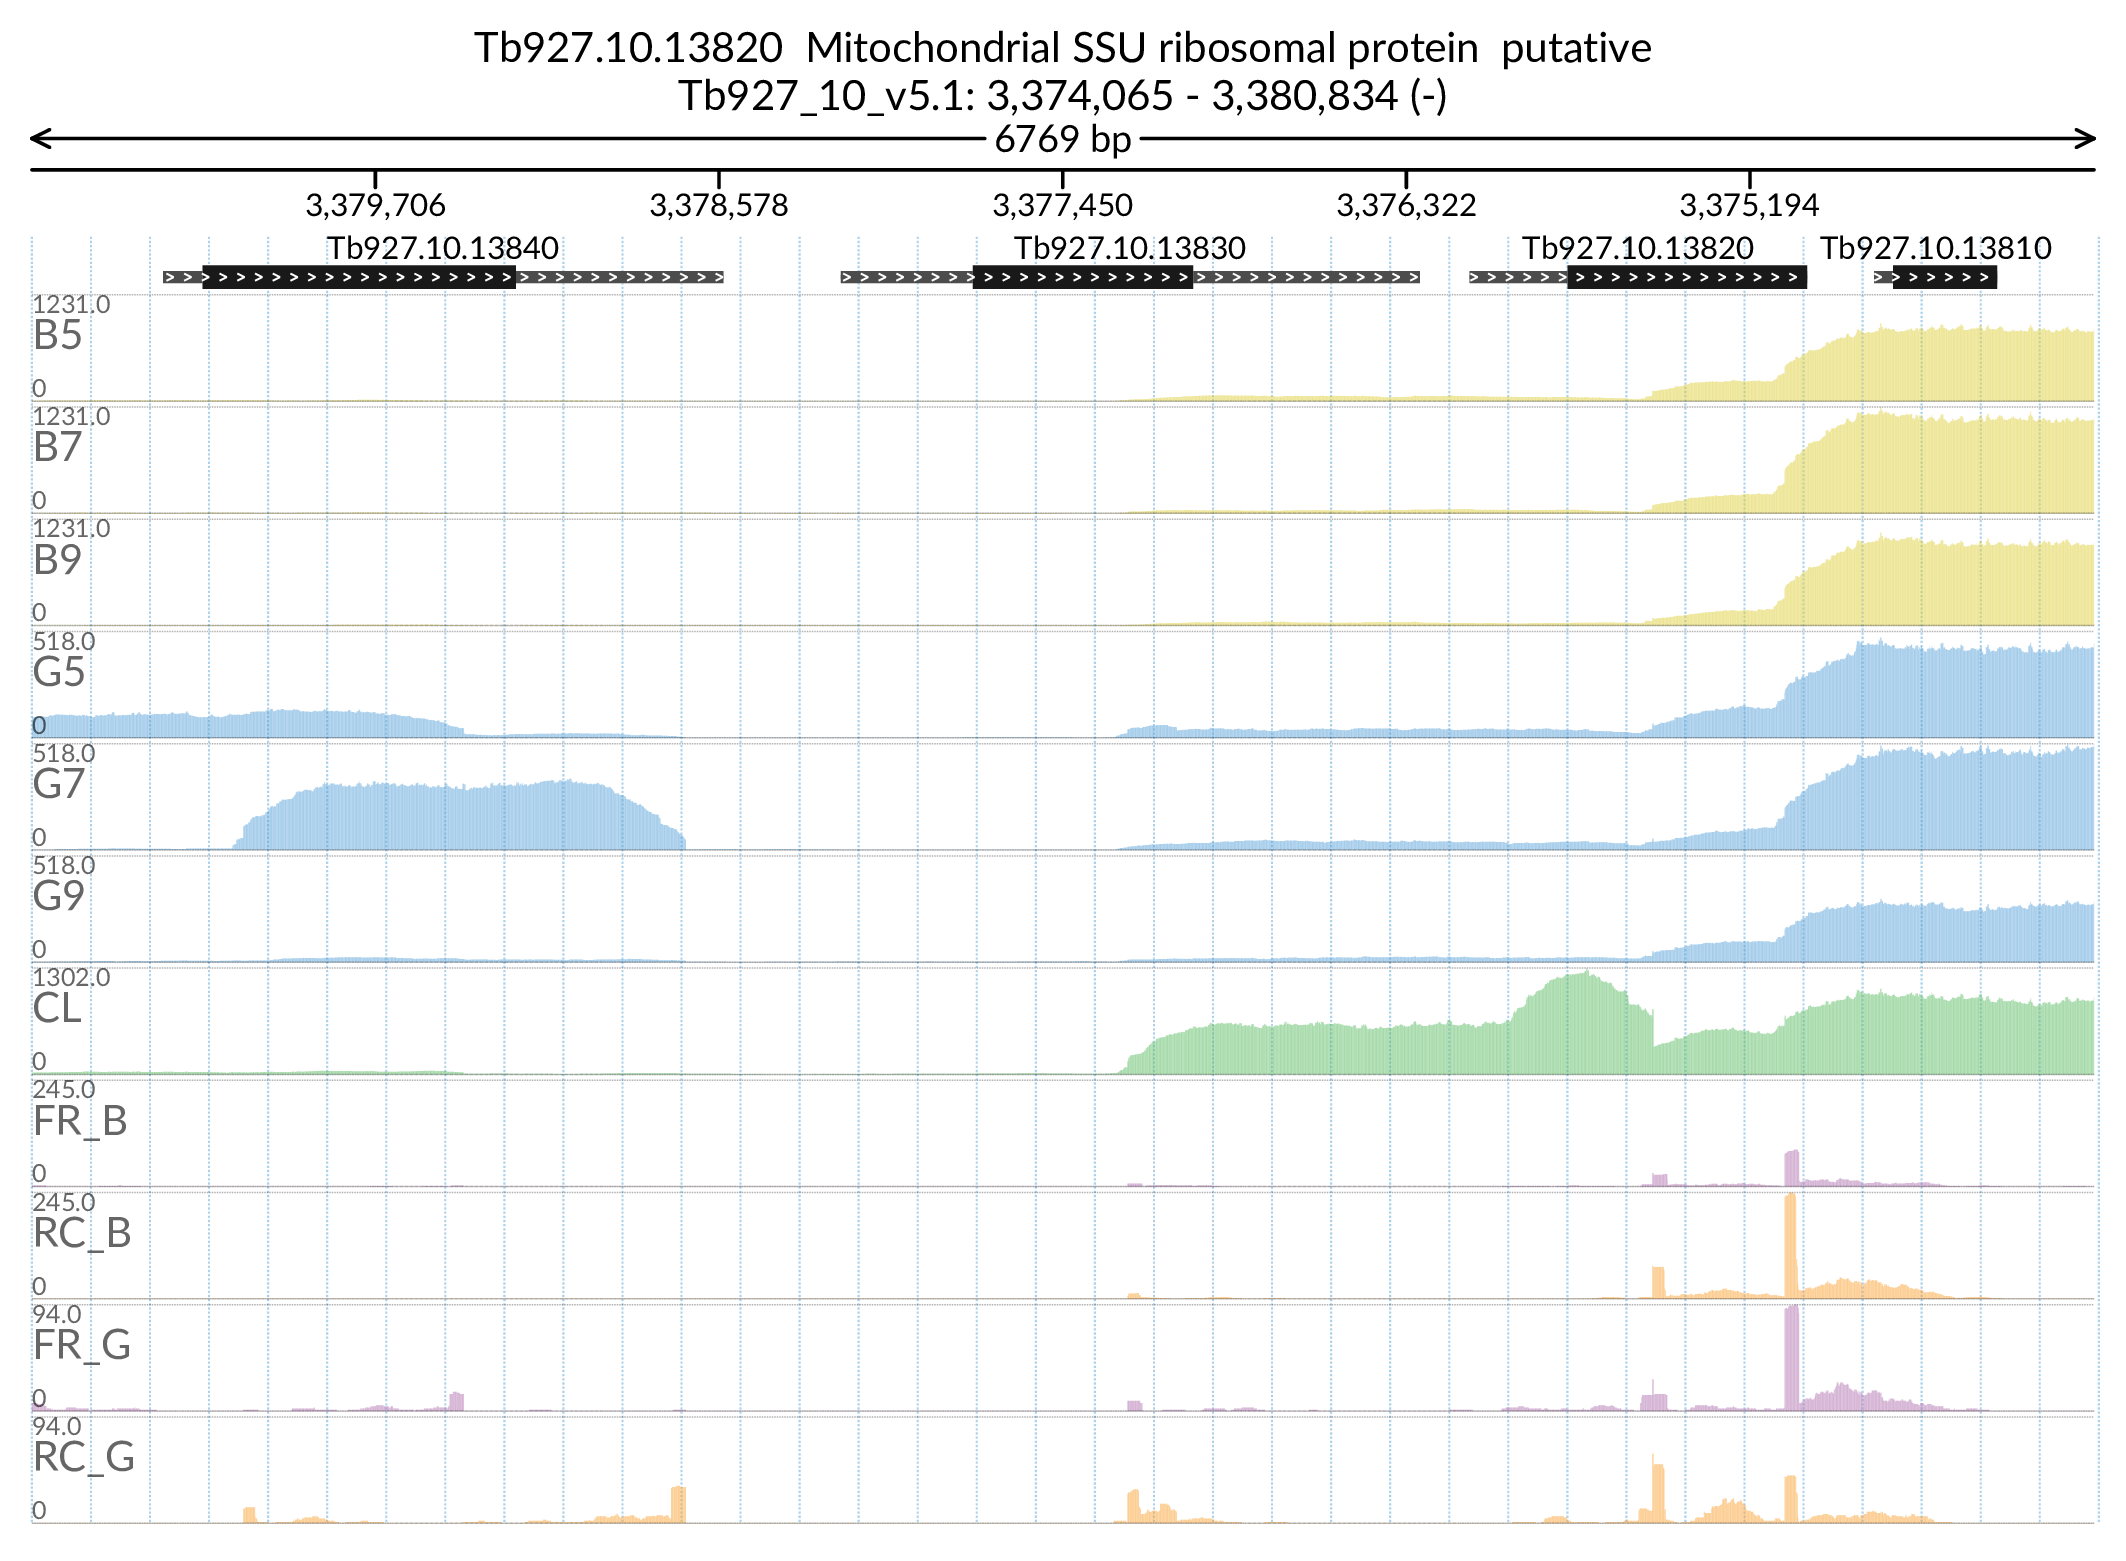 Tb927.10.13820  Mitochondrial SSU ribosomal protein  putative
Tb927_10_v5.1: 3,374,065 - 3,380,834 (-)
6769 bp
3,379,706 3,378,578 3,377,450 3,376,322 3,375,194
Tb927.10.13840 Tb927.10.13830 Tb927.10.13820 Tb927.10.13810
1231.0
B5
0
1231.0
B7
0
1231.0
B9
0
518.0
G5
0
518.0
G7
0
518.0
G9
0
1302.0
CL
0
245.0
FR_B
0
245.0
RC_B
0
94.0
FR_G
0
94.0
RC_G
0